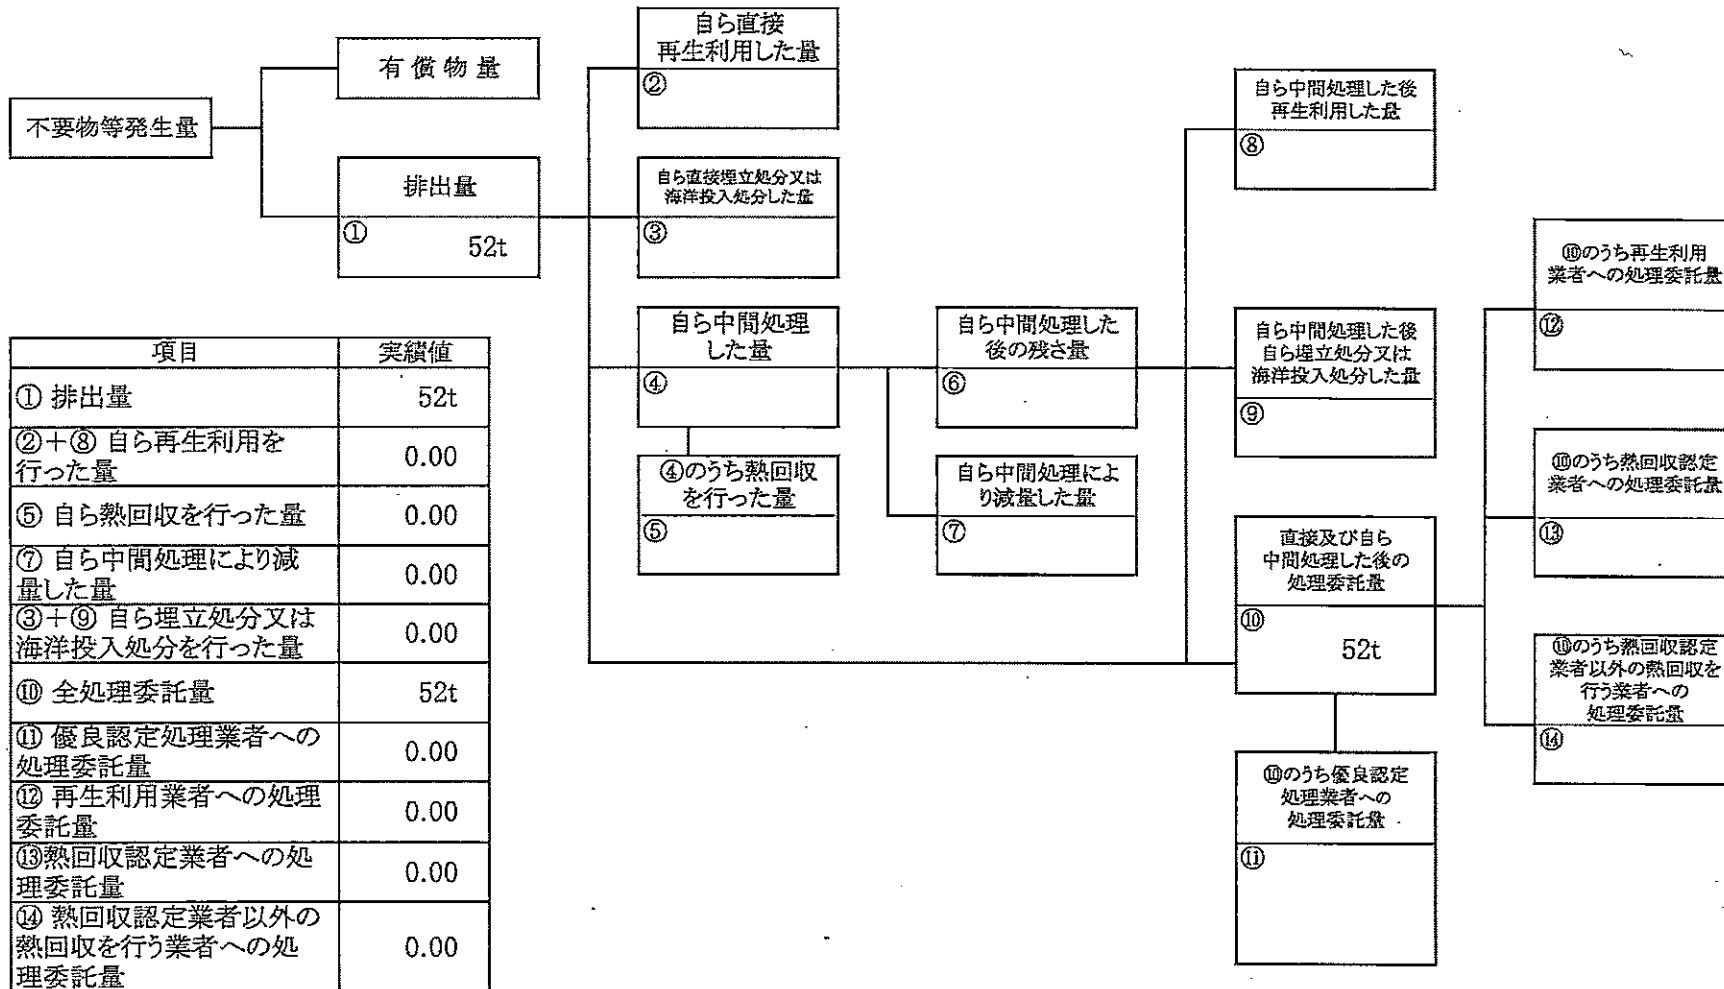 不要物等発生量
有償物量
排出量
①
52t
自ら直接
再生利用した量
②
自ら直接埋立処分又は
海洋投入処分した量
③
自ら中間処理
した量
④
④のうち熱回収
を行った量
⑤
自ら中間処理した
後の残さ量
⑥
自ら中間処理によ
り減量した量
⑦
自ら中間処理した後
再生利用した量
⑧
自ら中間処理した後
自ら埋立処分又は
海洋投入処分した量
⑨
直接及び自ら
中間処理した後の
処理委託量
⑩
52t
⑩のうち優良認定
処理業者への
処理委託量
⑪
⑩のうち再生利用
業者への処理委託量
⑫
⑩のうち熱回収認定
業者への処理委託量
⑬
⑩のうち熱回収認定
業者以外の熱回収を
行う業者への
処理委託量
⑭
項目 実績値
① 排出量 52t
②+⑧ 自ら再生利用を
行った量 0.00
⑤ 自ら熱回収を行った量 0.00
⑦ 自ら中間処理により減
量した量 0.00
③+⑨ 自ら埋立処分又は
海洋投入処分を行った量 0.00
⑩ 全処理委託量 52t
⑪ 優良認定処理業者への
処理委託量 0.00
⑫ 再生利用業者への処理
委託量 0.00
⑬熱回収認定業者への処
理委託量 0.00
⑭ 熱回収認定業者以外の
熱回収を行う業者への処
理委託量 0.00